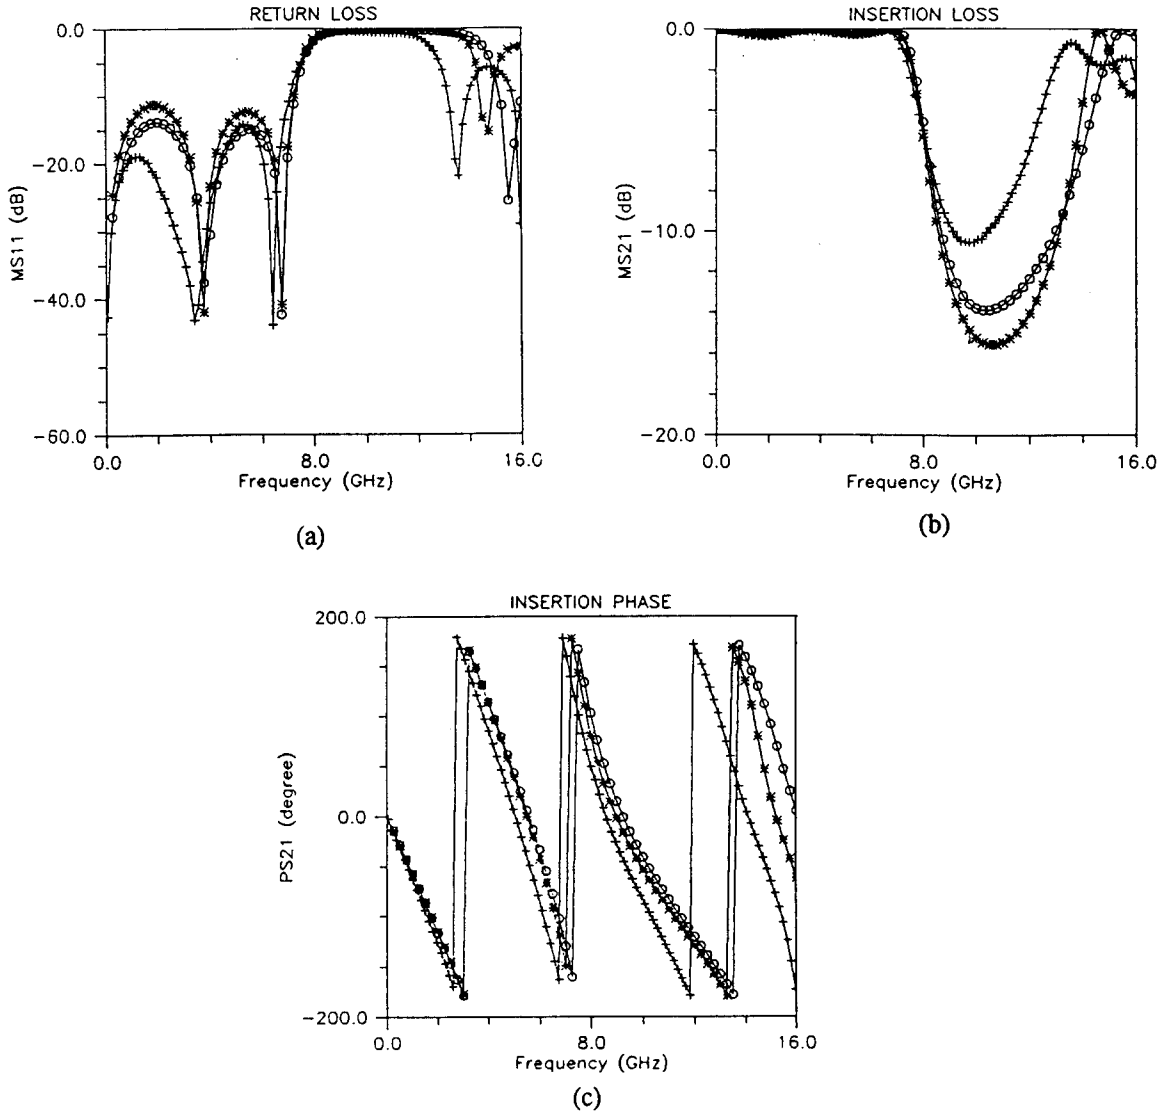 RETURN LOSS
0.0
−20.0
−40.0
−60.0
MS11 (dB)
0.0
8.0
16.0
Frequency (GHz)
(a)
INSERTION LOSS
0.0
−10.0
−20.0
MS21 (dB)
0.0
8.0
16.0
Frequency (GHz)
(b)
INSERTION PHASE
200.0
0.0
−200.0
PS21 (degree)
0.0
8.0
16.0
Frequency (GHz)
(c)